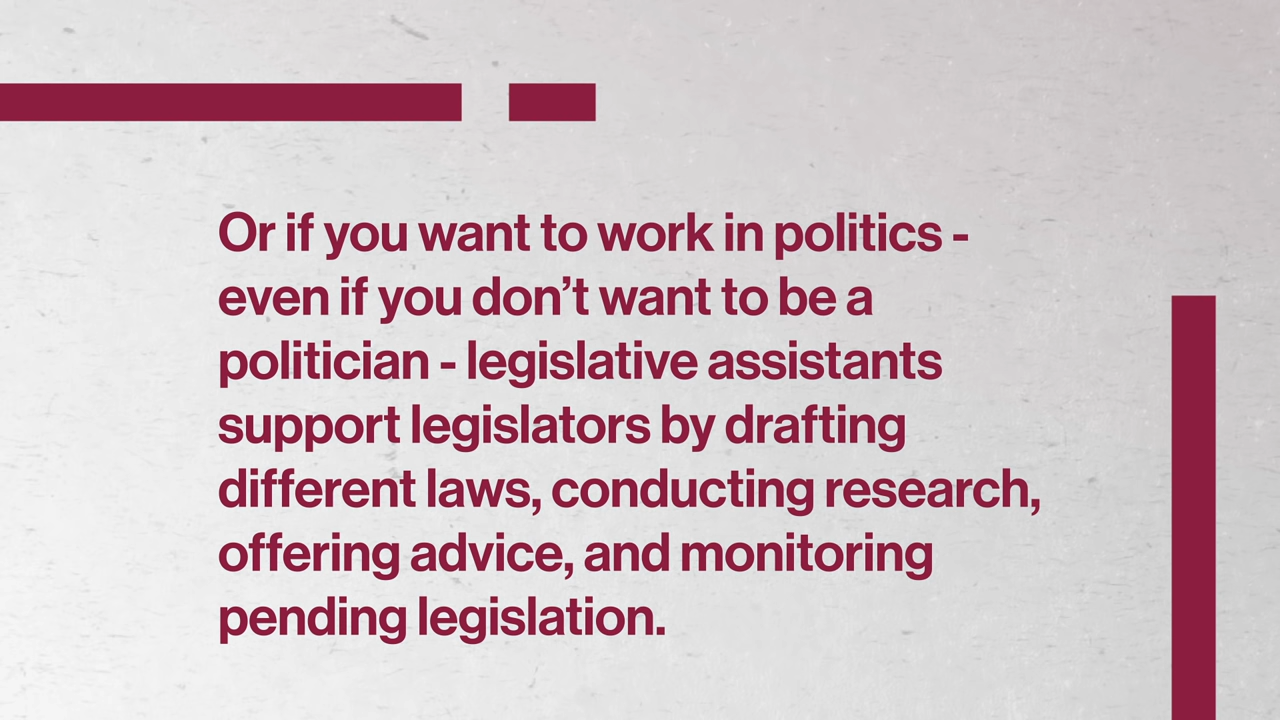 Or if you want to work in politics -
even if you don’t want to be a
politician - legislative assistants
support legislators by drafting
different laws, conducting research,
offering advice, and monitoring
pending legislation.